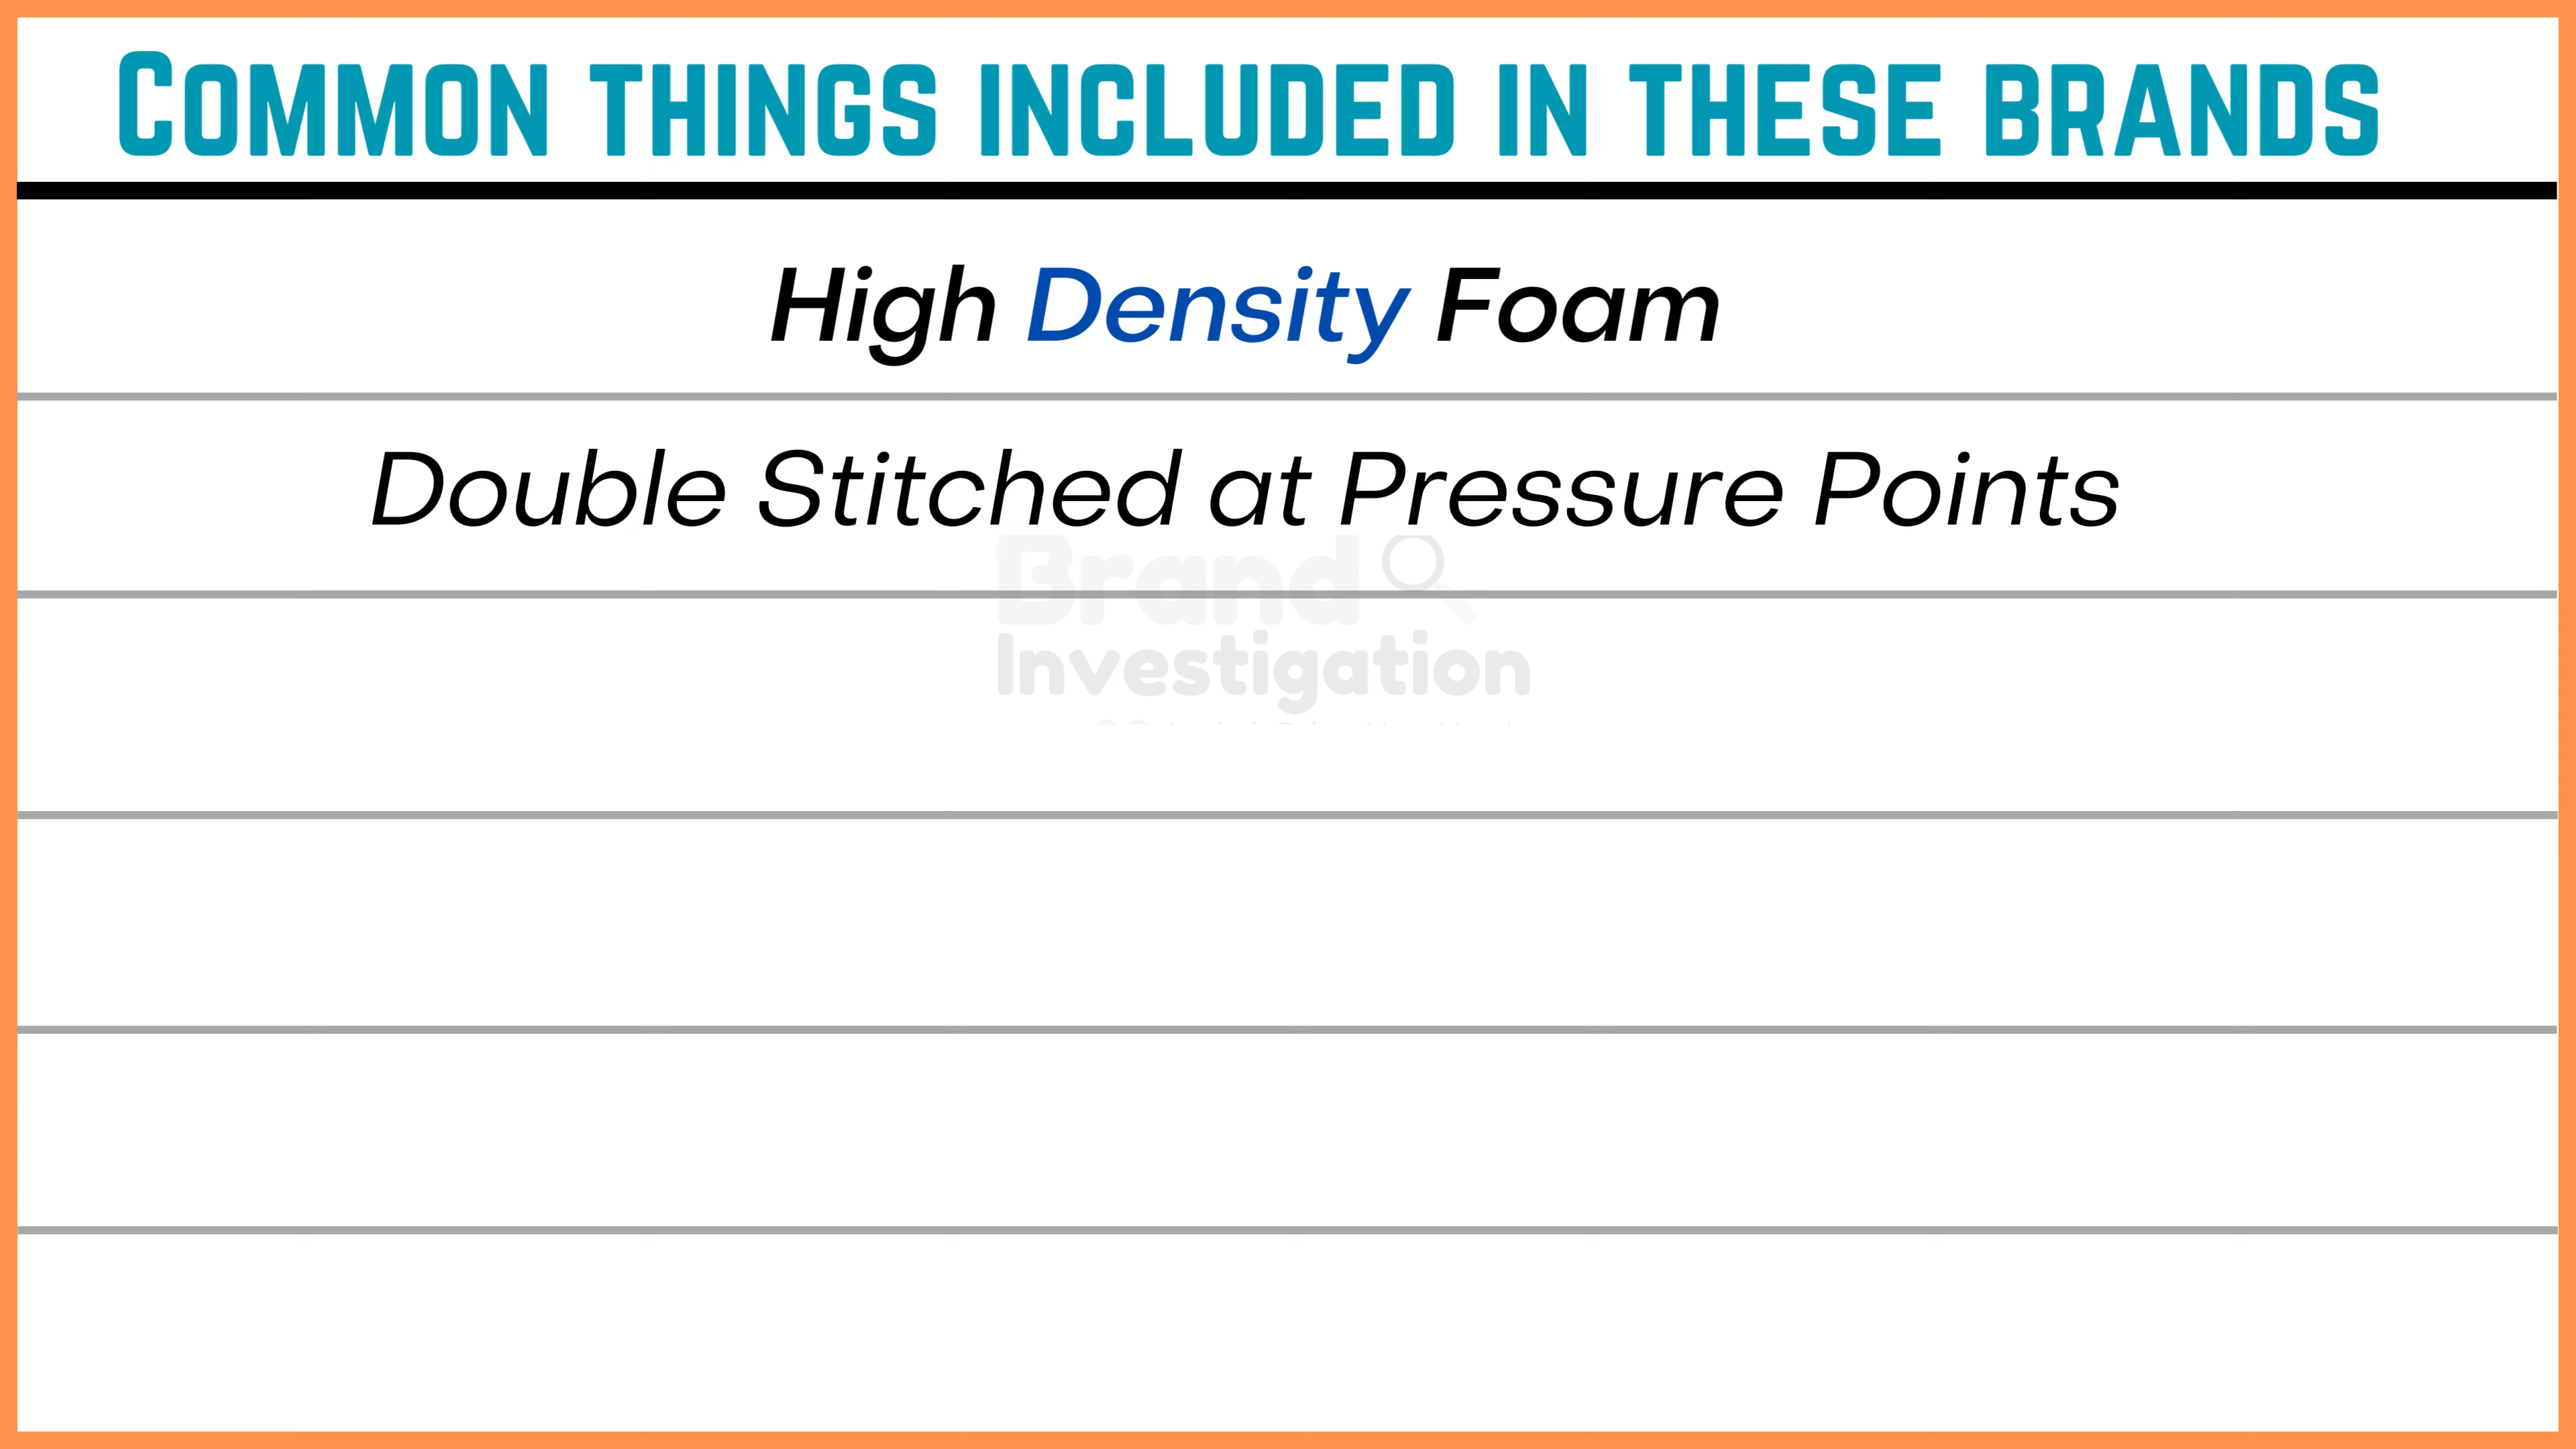 COMMON THINGS INCLUDED IN THESE BRANDS
High Density Foam
Double Stitched at Pressure Points
Brand
Investigation